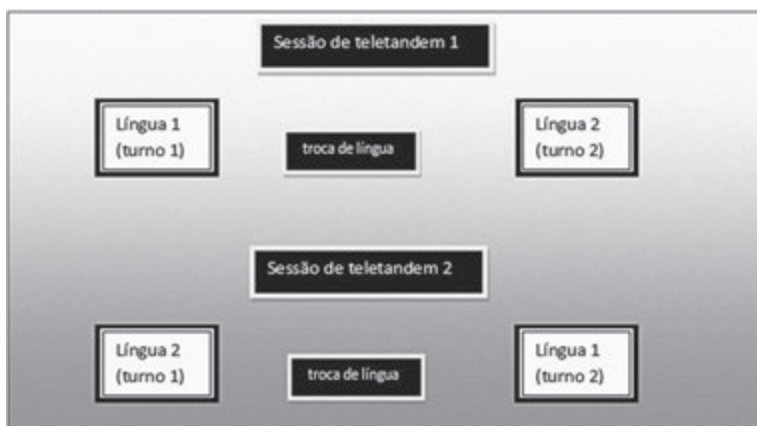 Sessão de teletandem 1
Língua 1
(turno 1)
troca de língua
Língua 2
(turno 2)
Sessão de teletandem 2
Língua 2
(turno 1)
troca de língua
Língua 1
(turno 2)